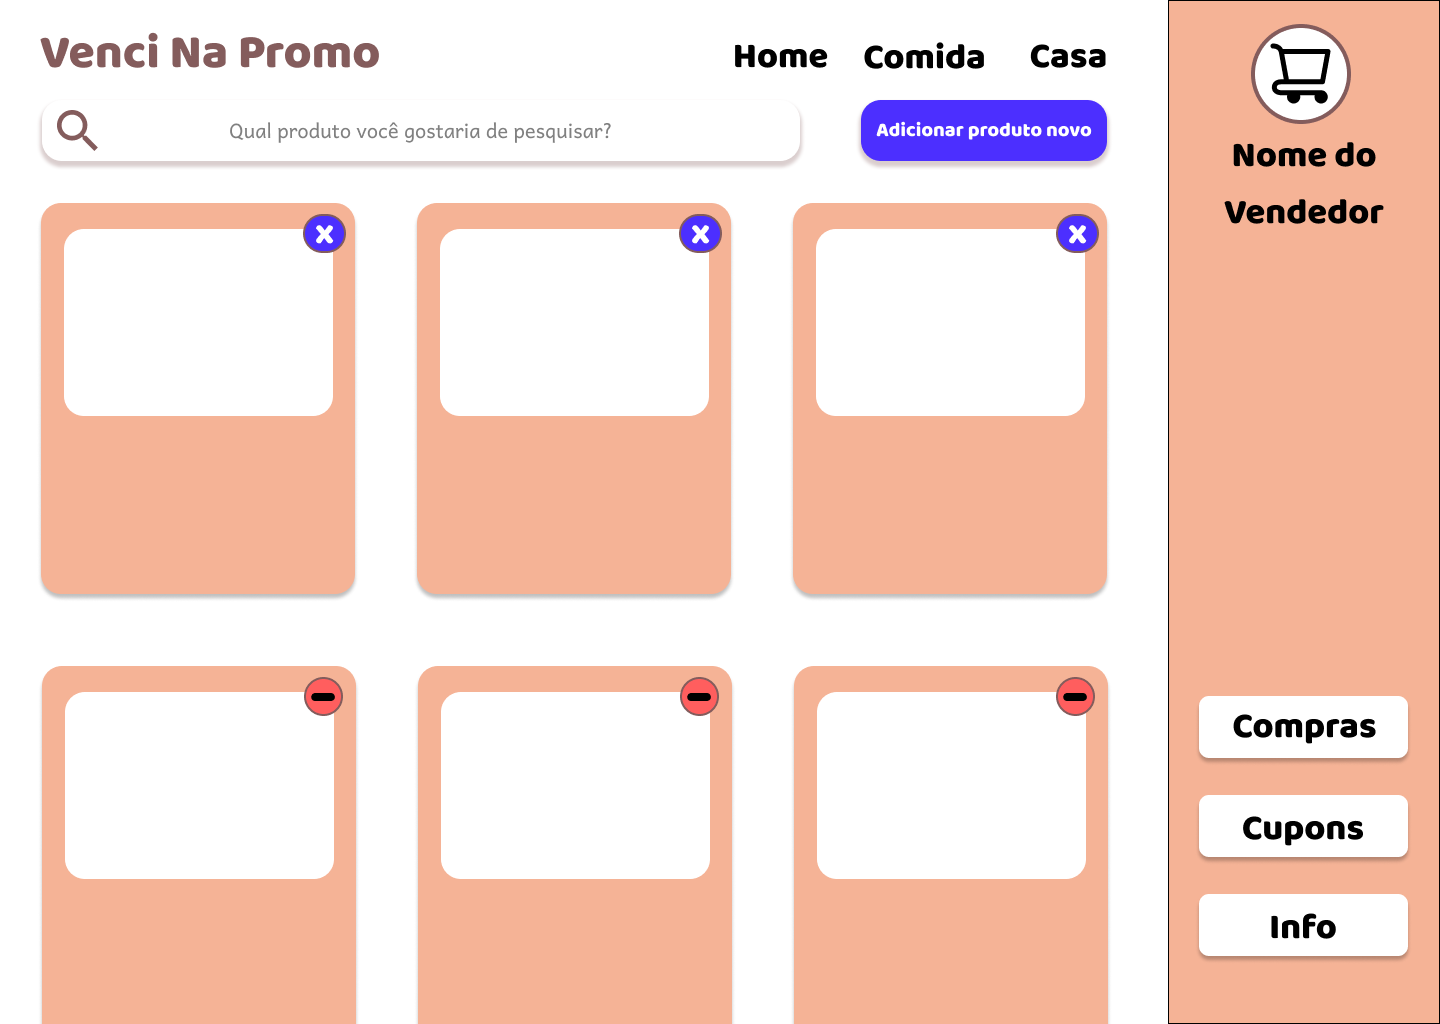 Venci Na Promo
Home Comida Casa
Qual produto você gostaria de pesquisar?
Adicionar produto novo
x x x
Nome do
Vendedor
Compras
Cupons
Info